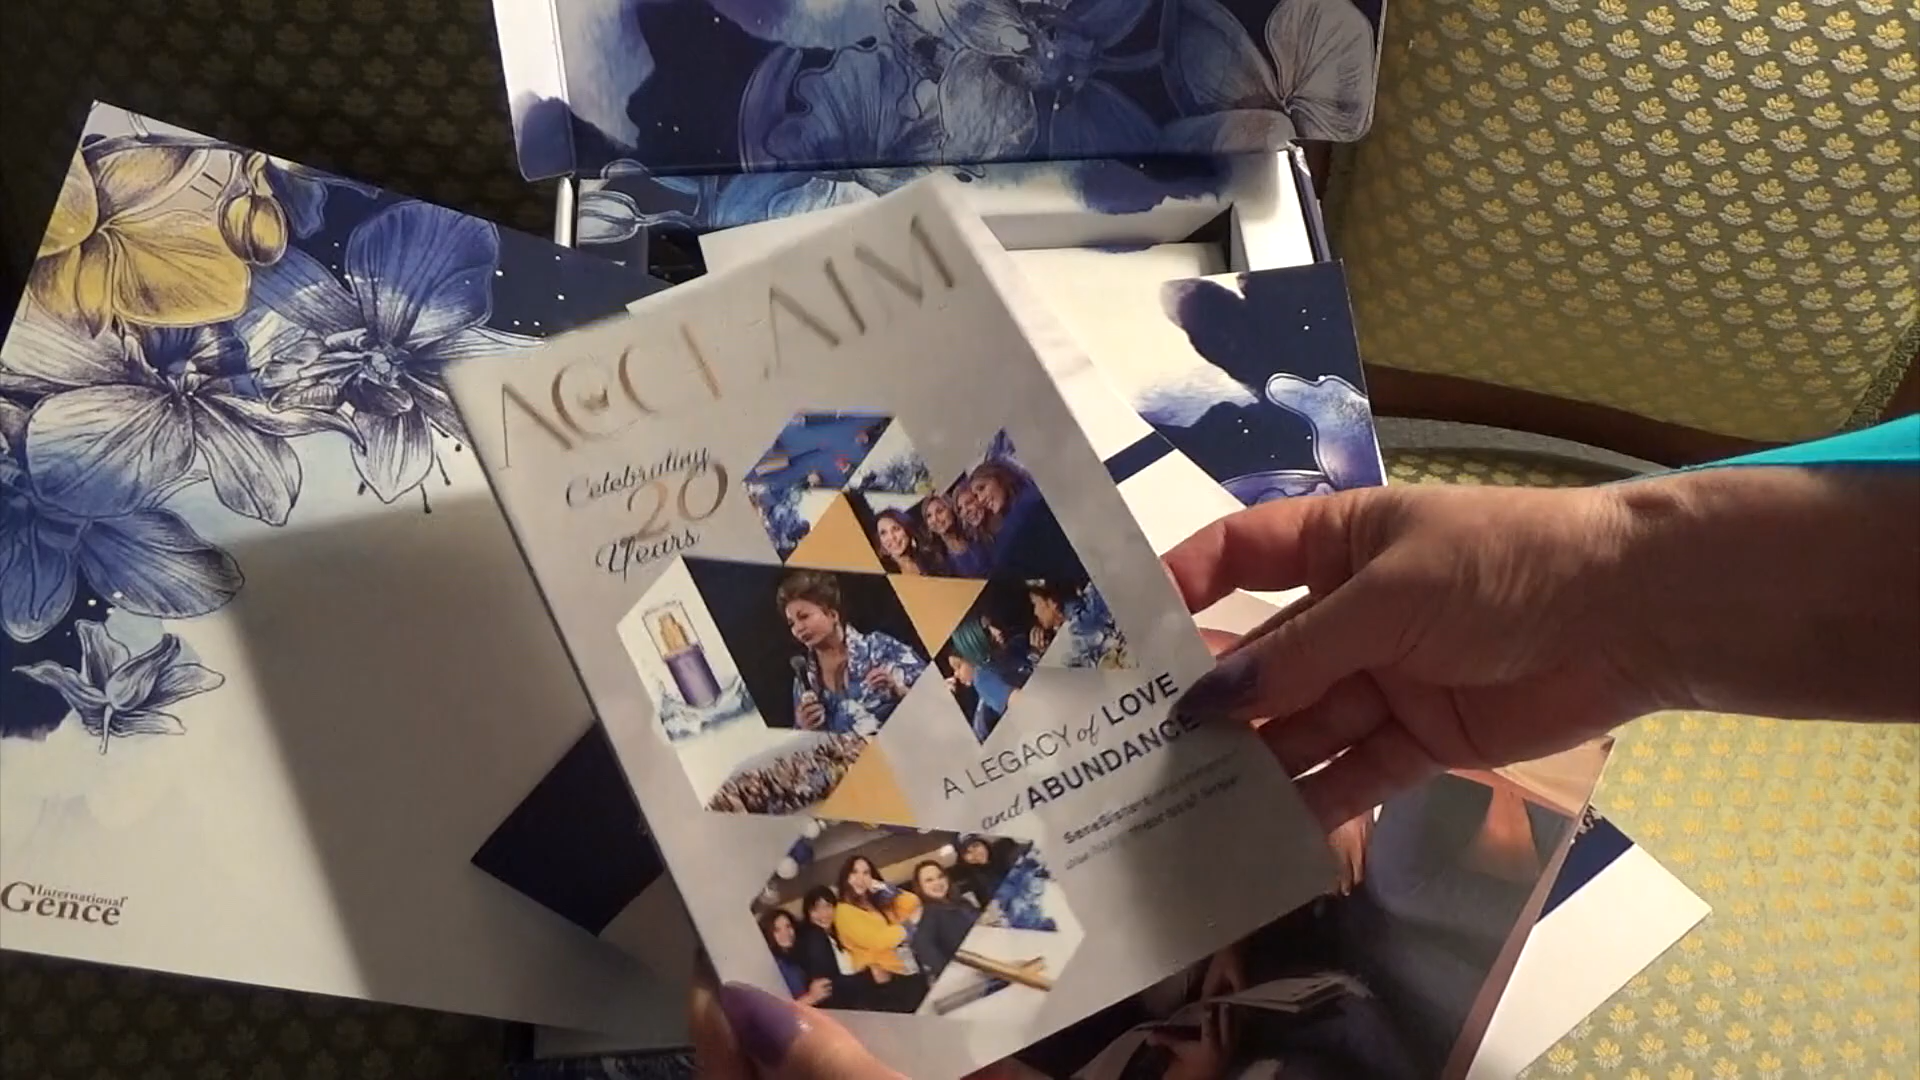 ACCLAIM
Celebrating
20
Years
A LEGACY of LOVE
and ABUNDANCE
International
Gence